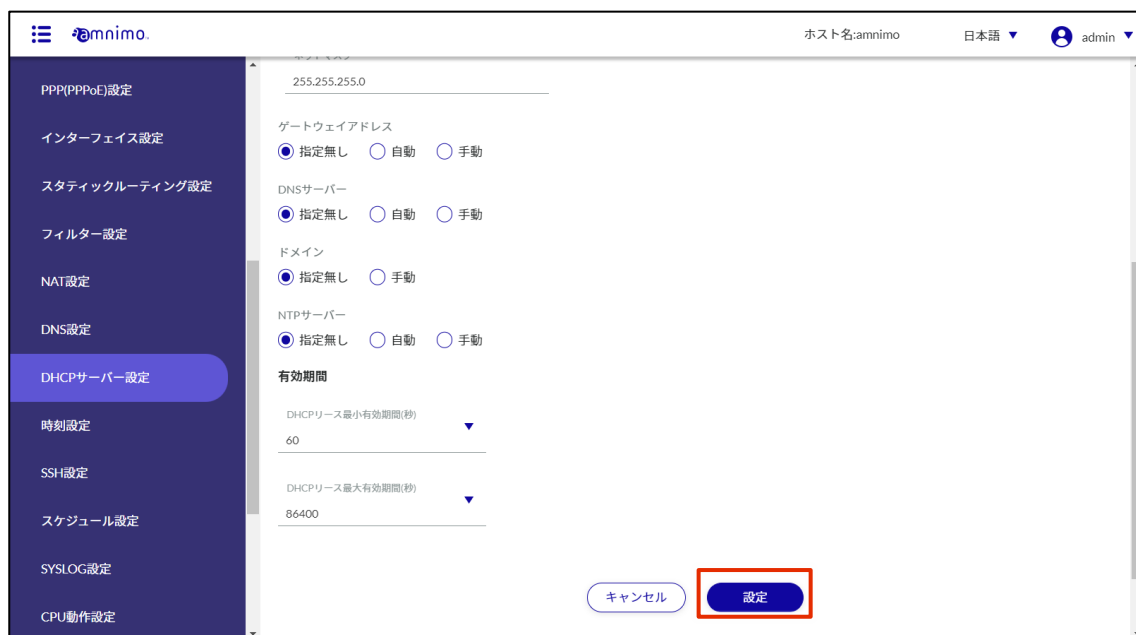 amnimo.
ホスト名:amnimo
日本語
admin
PPP(PPPoE)設定
インターフェイス設定
スタティックルーティング設定
フィルター設定
NAT設定
DNS設定
DHCPサーバー設定
時刻設定
SSH設定
スケジュール設定
SYSLOG設定
CPU動作設定
255.255.255.0
ゲートウェイアドレス
指定無し 自動 手動
DNSサーバー
指定無し 自動 手動
ドメイン
指定無し 手動
NTPサーバー
指定無し 自動 手動
有効期間
DHCPリース最小有効期間(秒)
60
DHCPリース最大有効期間(秒)
86400
キャンセル 設定